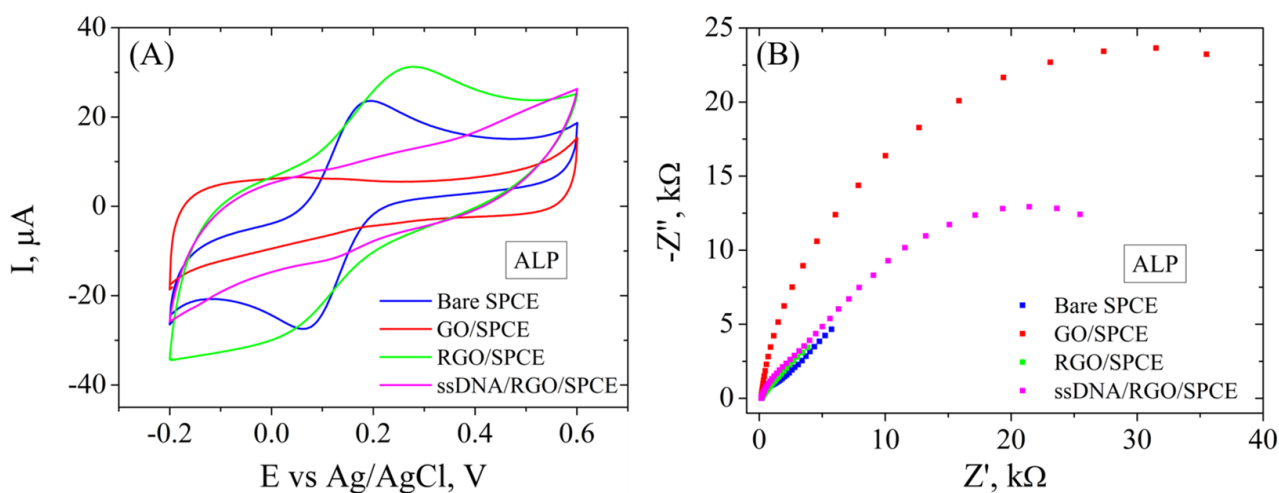 (A)
40
20
0
-20
-40
I, µA
-0.2 0.0 0.2 0.4 0.6
E vs Ag/AgCl, V
ALP
Bare SPCE
GO/SPCE
RGO/SPCE
ssDNA/RGO/SPCE
(B)
25
20
15
10
5
0
-Z'', kΩ
0 10 20 30 40
Z', kΩ
ALP
Bare SPCE
GO/SPCE
RGO/SPCE
ssDNA/RGO/SPCE